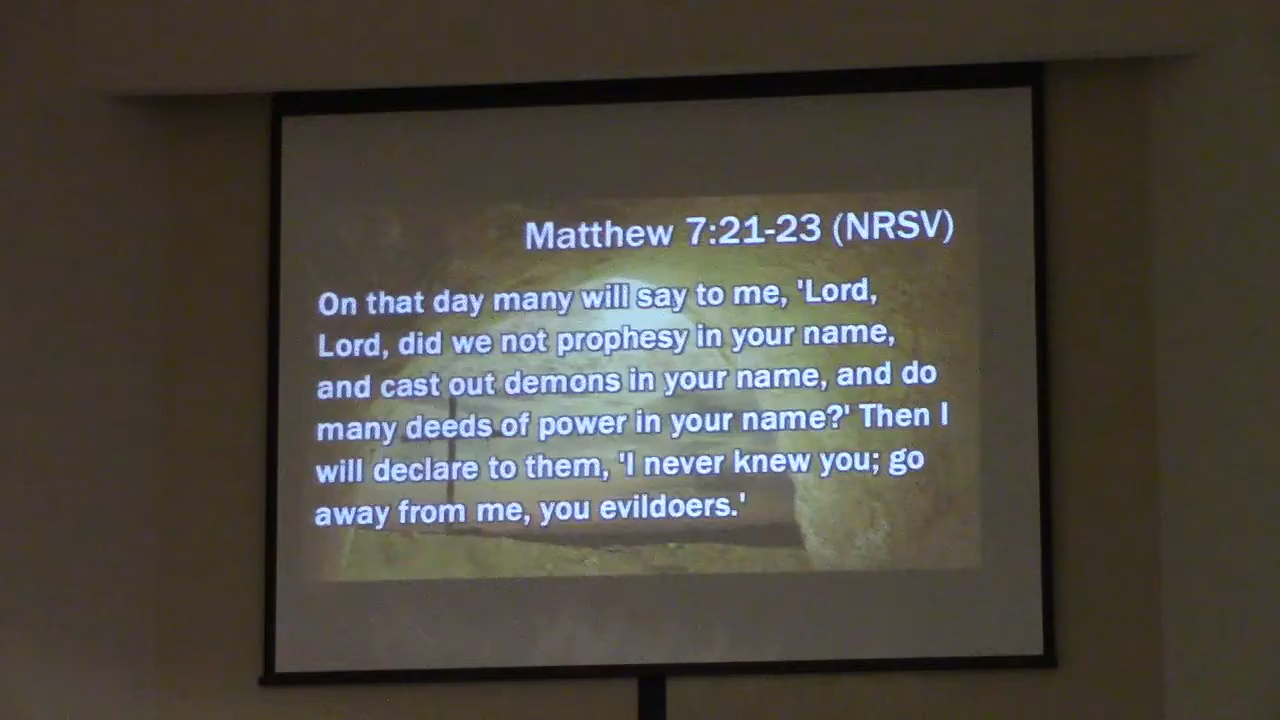 Matthew 7:21-23 (NRSV)
On that day many will say to me, 'Lord,
Lord, did we not prophesy in your name,
and cast out demons in your name, and do
many deeds of power in your name?' Then I
will declare to them, 'I never knew you; go
away from me, you evildoers.'